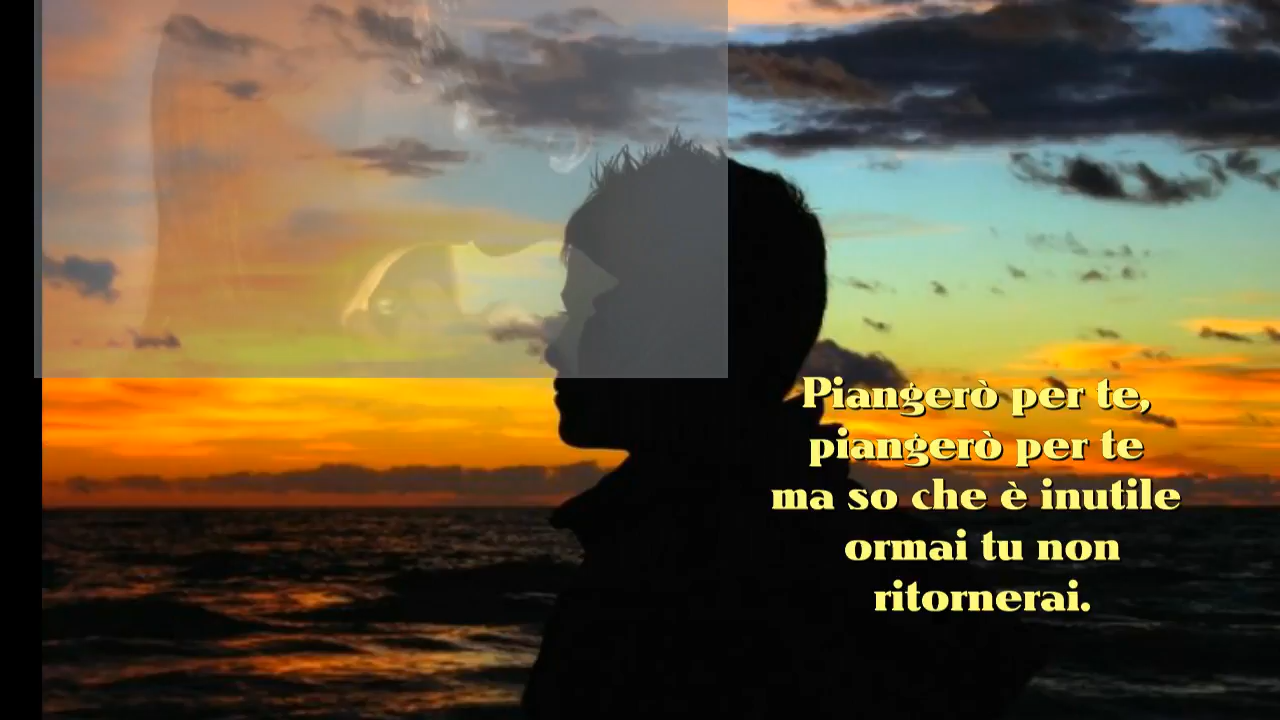 Piangerò per te,
piangerò per te
ma so che è inutile
ormai tu non
ritornerai.